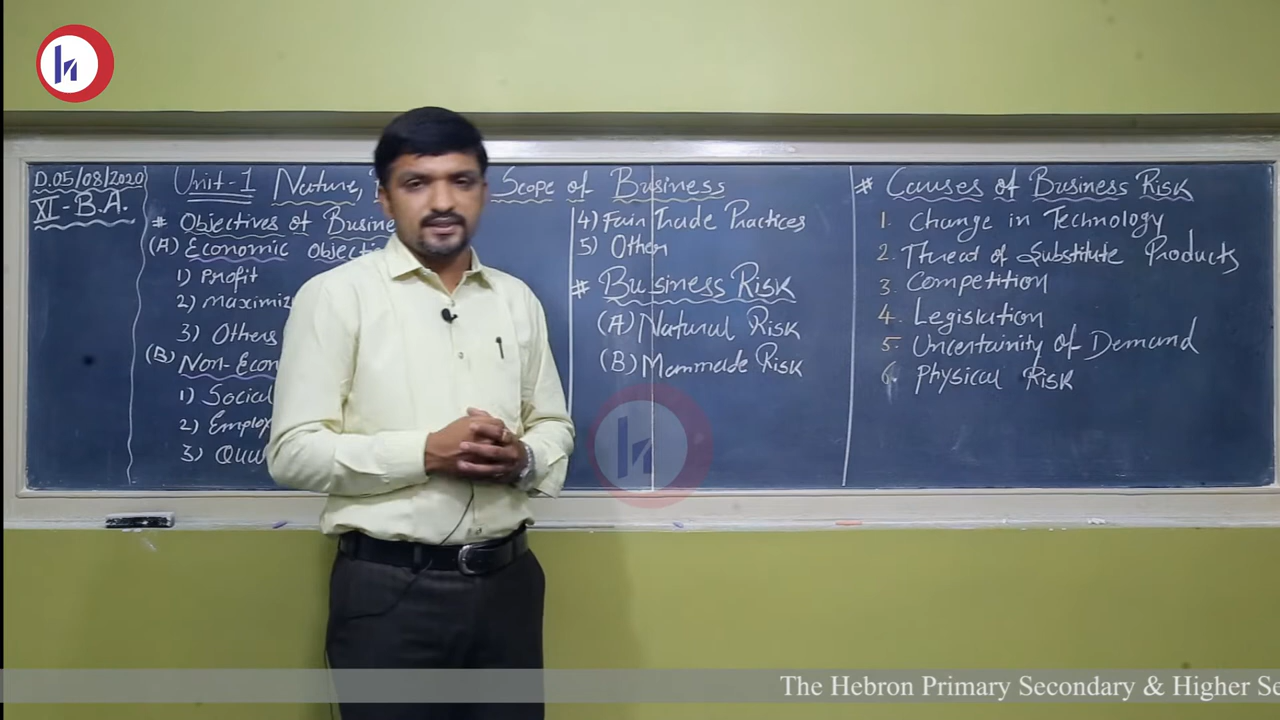 D.05/08/2020
XI - B.A.
Unit-1 Nature, Scope of Business
# Objectives of Busine
(A) Economic Objecti
1) Profit
2) Maximiz
3) Others
(B) Non-Econ
1) Social
2) Employ
3) Qua
4) Fair Trade Practices
5) Other
# Business Risk
(A) Natural Risk
(B) Manmade Risk
# Causes of Business Risk
1. Change in Technology
2. Thread of Substitute Products
3. Competition
4. Legislation
5. Uncertainity of Demand
6. Physical Risk
The Hebron Primary Secondary & Higher Se